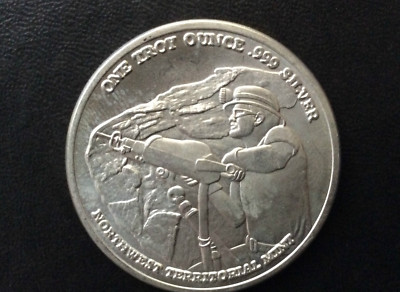 ONE TROY OUNCE .999 SILVER
NORTHWEST TERRITORIAL MINT